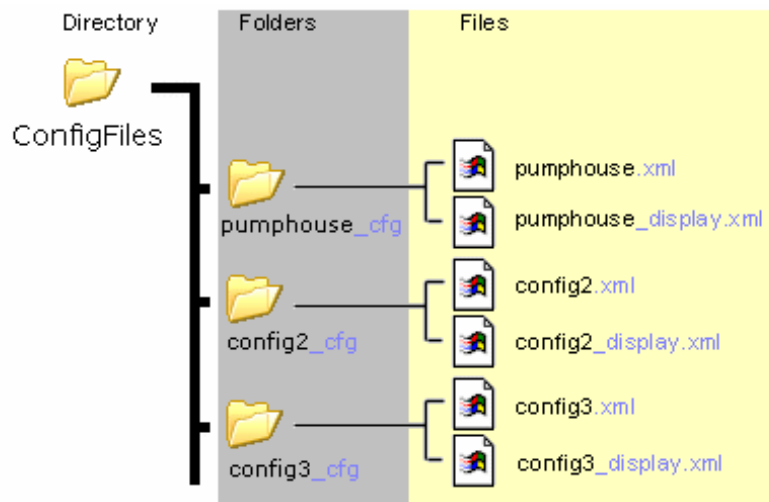 Directory Folders Files
ConfigFiles
pumphouse_cfg
pumphouse.xml
pumphouse_display.xml
config2_cfg
config2.xml
config2_display.xml
config3_cfg
config3.xml
config3_display.xml